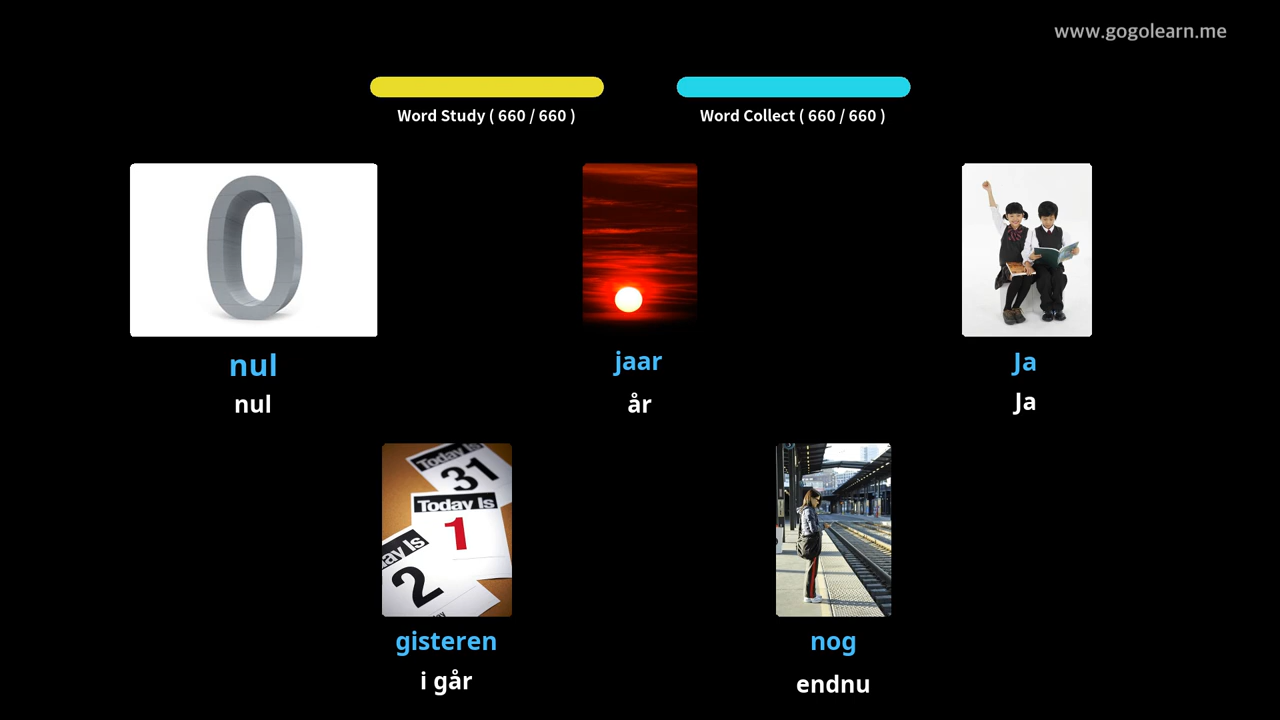 www.gogolearn.me
Word Study ( 660 / 660 )
Word Collect ( 660 / 660 )
0
nul
nul
jaar
år
Ja
Ja
Today Is
31
Today Is
1
ay Is
2
gisteren
i går
nog
endnu